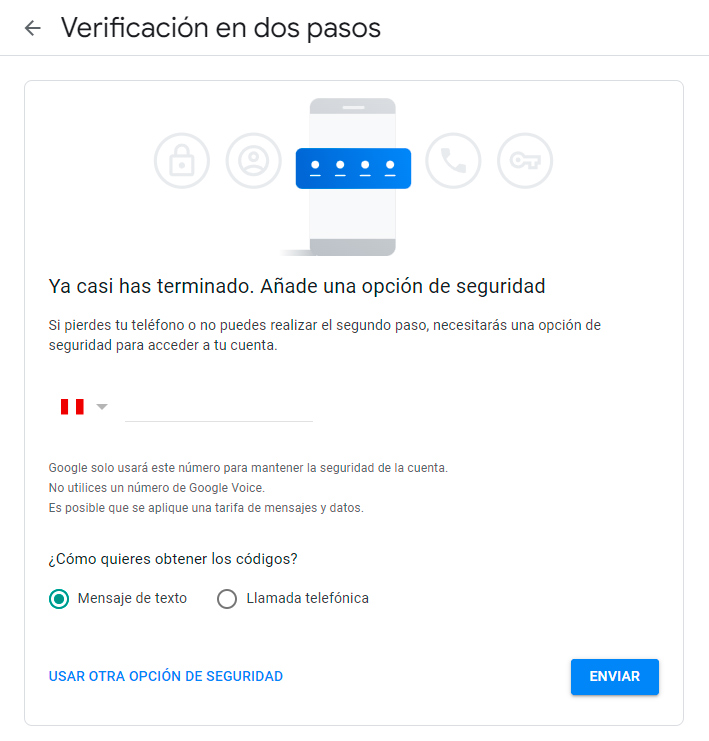 Verificación en dos pasos
Ya casi has terminado. Añade una opción de seguridad
Si pierdes tu teléfono o no puedes realizar el segundo paso, necesitarás una opción de
seguridad para acceder a tu cuenta.
Google solo usará este número para mantener la seguridad de la cuenta.
No utilices un número de Google Voice.
Es posible que se aplique una tarifa de mensajes y datos.
¿Cómo quieres obtener los códigos?
Mensaje de texto
Llamada telefónica
USAR OTRA OPCIÓN DE SEGURIDAD
ENVIAR